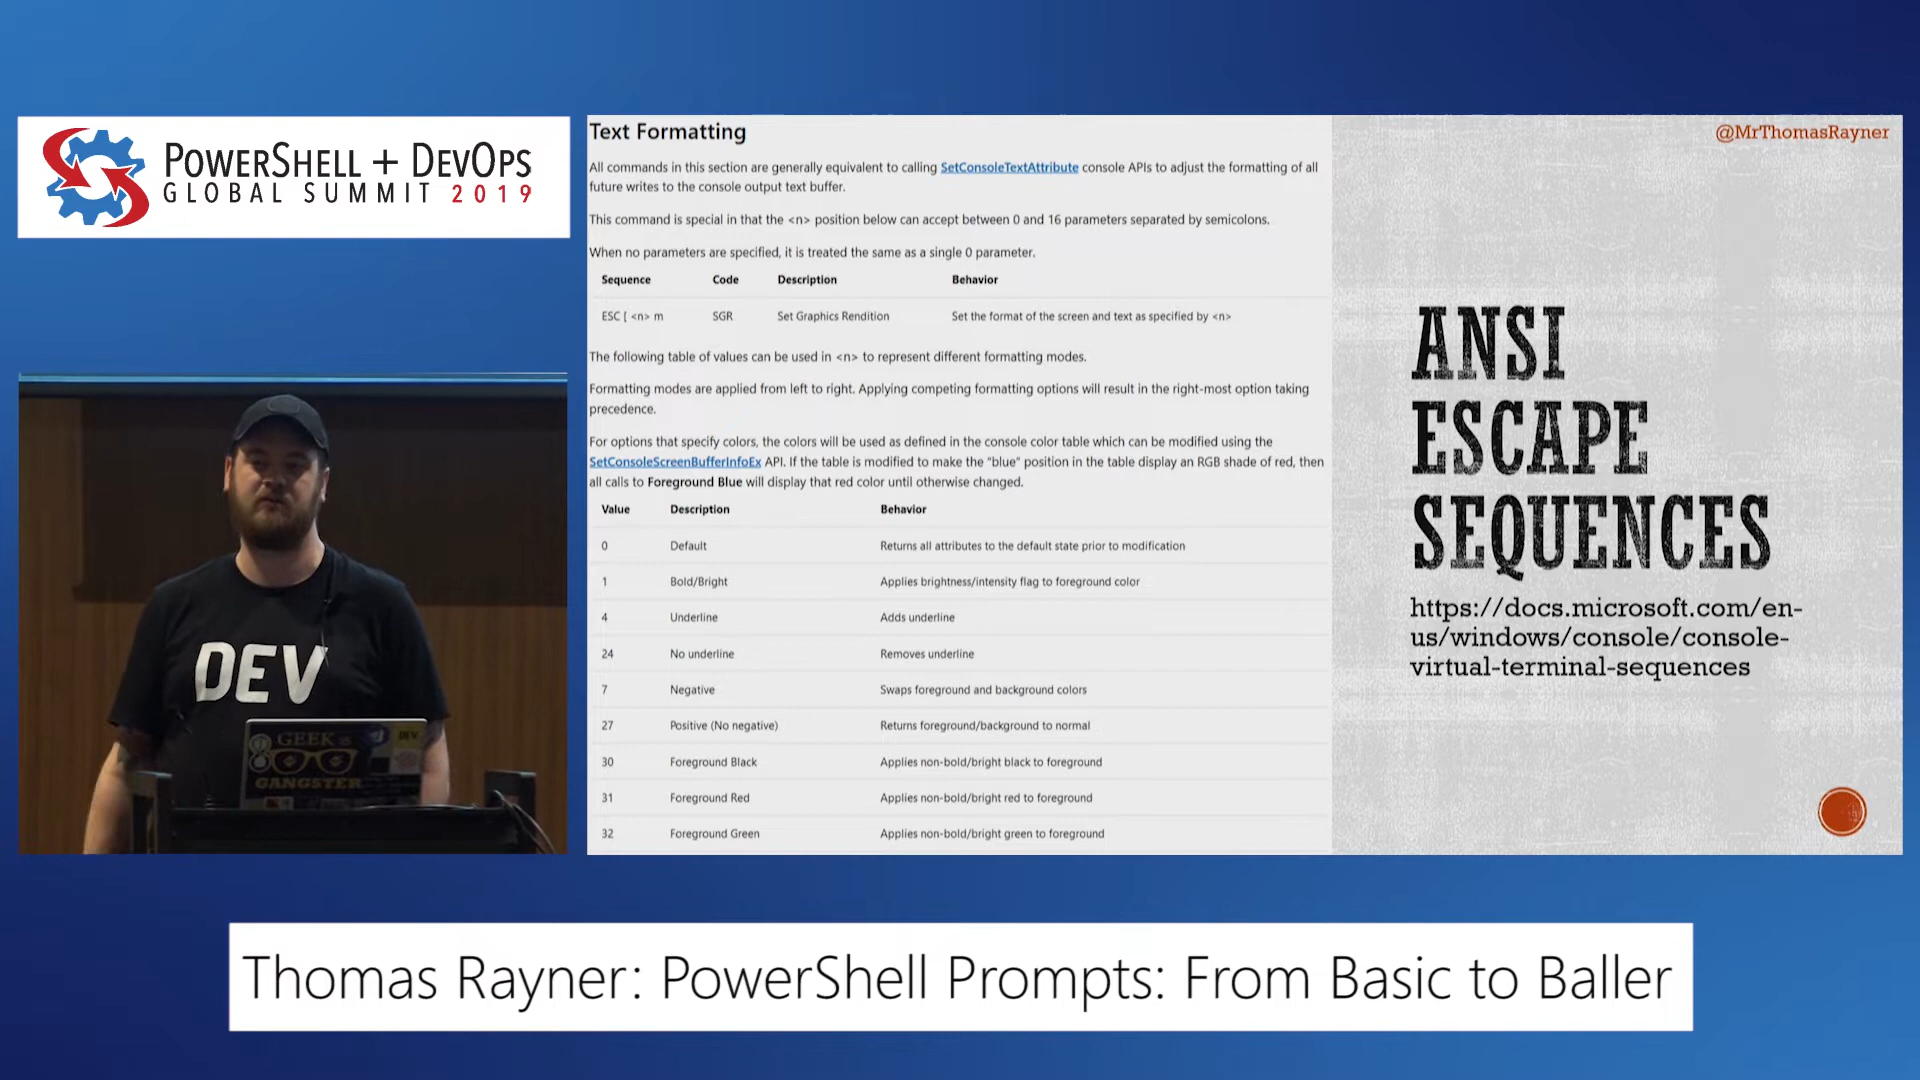 POWERSHELL + DEVOPS
GLOBAL SUMMIT 2019
DEV
GEEK is
DEV
GANGSTER
Text Formatting
All commands in this section are generally equivalent to calling SetConsoleTextAttribute console APIs to adjust the formatting of all
future writes to the console output text buffer.
This command is special in that the <n> position below can accept between 0 and 16 parameters separated by semicolons.
When no parameters are specified, it is treated the same as a single 0 parameter.
Sequence Code Description Behavior
ESC [ <n> m SGR Set Graphics Rendition Set the format of the screen and text as specified by <n>
The following table of values can be used in <n> to represent different formatting modes.
Formatting modes are applied from left to right. Applying competing formatting options will result in the right-most option taking
precedence.
For options that specify colors, the colors will be used as defined in the console color table which can be modified using the
SetConsoleScreenBufferInfoEx API. If the table is modified to make the "blue" position in the table display an RGB shade of red, then
all calls to Foreground Blue will display that red color until otherwise changed.
Value Description Behavior
0 Default Returns all attributes to the default state prior to modification
1 Bold/Bright Applies brightness/intensity flag to foreground color
4 Underline Adds underline
24 No underline Removes underline
7 Negative Swaps foreground and background colors
27 Positive (No negative) Returns foreground/background to normal
30 Foreground Black Applies non-bold/bright black to foreground
31 Foreground Red Applies non-bold/bright red to foreground
32 Foreground Green Applies non-bold/bright green to foreground
@MrThomasRayner
ANSI
ESCAPE
SEQUENCES
https://docs.microsoft.com/en-
us/windows/console/console-
virtual-terminal-sequences
Thomas Rayner: PowerShell Prompts: From Basic to Baller